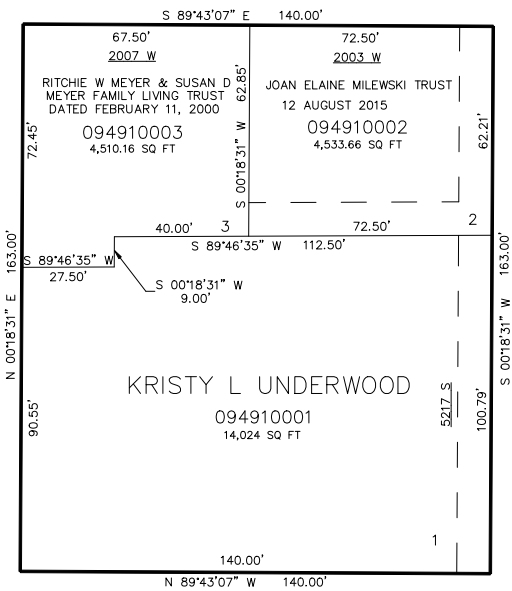 S 89°43'07" E 140.00'
67.50'
72.50'
2007 W
2003 W
RITCHIE W MEYER & SUSAN D
MEYER FAMILY LIVING TRUST
DATED FEBRUARY 11, 2000
094910003
4,510.16 SQ FT
72.45'
62.85'
S 00°18'31" W
JOAN ELAINE MILEWSKI TRUST
12 AUGUST 2015
094910002
4,533.66 SQ FT
62.21'
40.00'
3
72.50'
2
S 89°46'35" W 112.50'
S 89°46'35" W
27.50'
S 00°18'31" W
9.00'
N 00°18'31" E 163.00'
S 00°18'31" W 163.00'
KRISTY L UNDERWOOD
094910001
14,024 SQ FT
90.55'
5217 S
100.79'
1
140.00'
N 89°43'07" W 140.00'